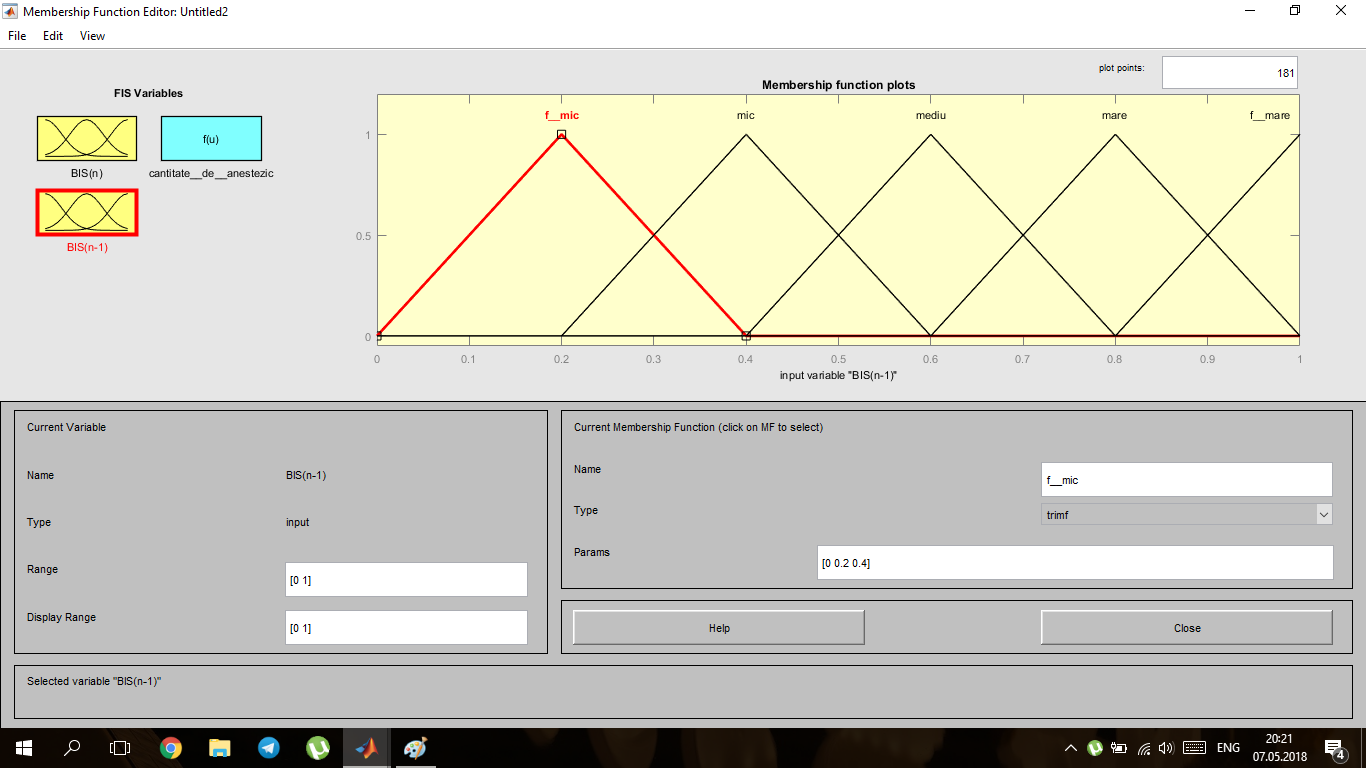 Membership Function Editor: Untitled2
File Edit View
plot points: 181
FIS Variables
Membership function plots
f(u)
BIS(n)
cantitate__de__anestezic
BIS(n-1)
f__mic mic mediu mare f__mare
1
0.5
0
0 0.1 0.2 0.3 0.4 0.5 0.6 0.7 0.8 0.9 1
input variable "BIS(n-1)"
Current Variable
Name BIS(n-1)
Type input
Range [0 1]
Display Range [0 1]
Current Membership Function (click on MF to select)
Name f__mic
Type trimf
Params [0 0.2 0.4]
Help Close
Selected variable "BIS(n-1)"
ENG
20:21
07.05.2018
4